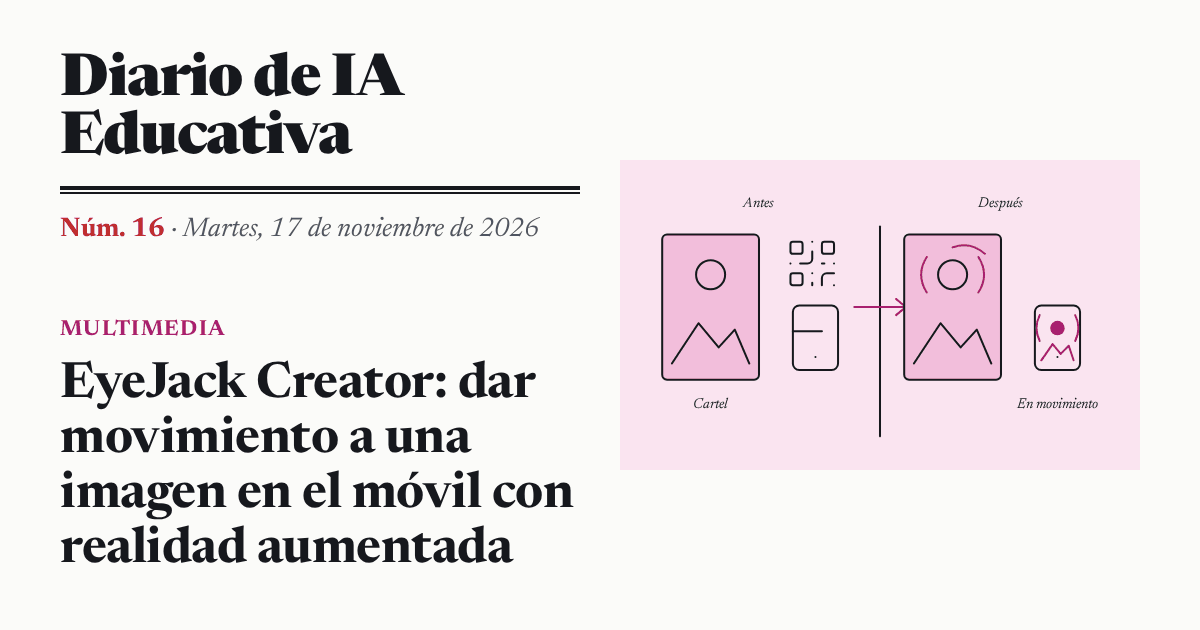 Diario de IA
Educativa
Núm. 16 · Martes, 17 de noviembre de 2026
MULTIMEDIA
EyeJack Creator: dar
movimiento a una
imagen en el móvil con
realidad aumentada
Antes
Después
Cartel
En movimiento